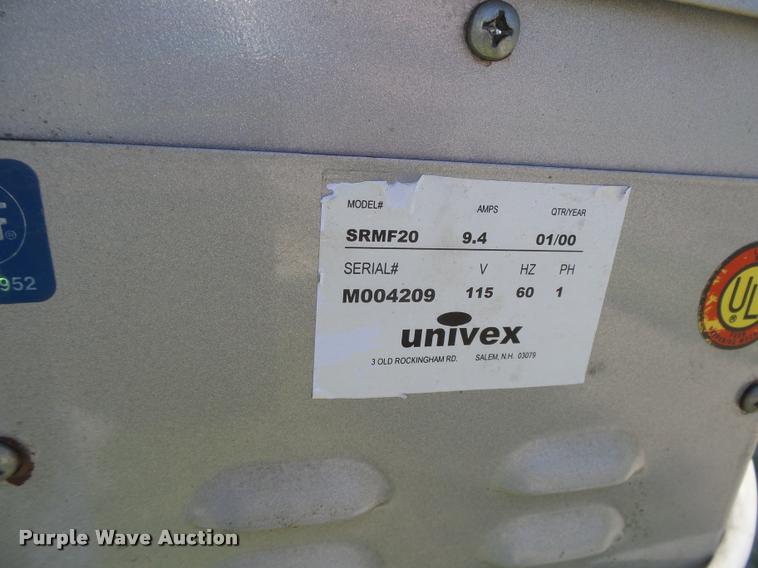 MODEL# AMPS QTR/YEAR
SRMF20 9.4 01/00
SERIAL# V HZ PH
M004209 115 60 1
univex
3 OLD ROCKINGHAM RD. SALEM, N.H. 03079
F®
952
UL
®
Purple Wave Auction®